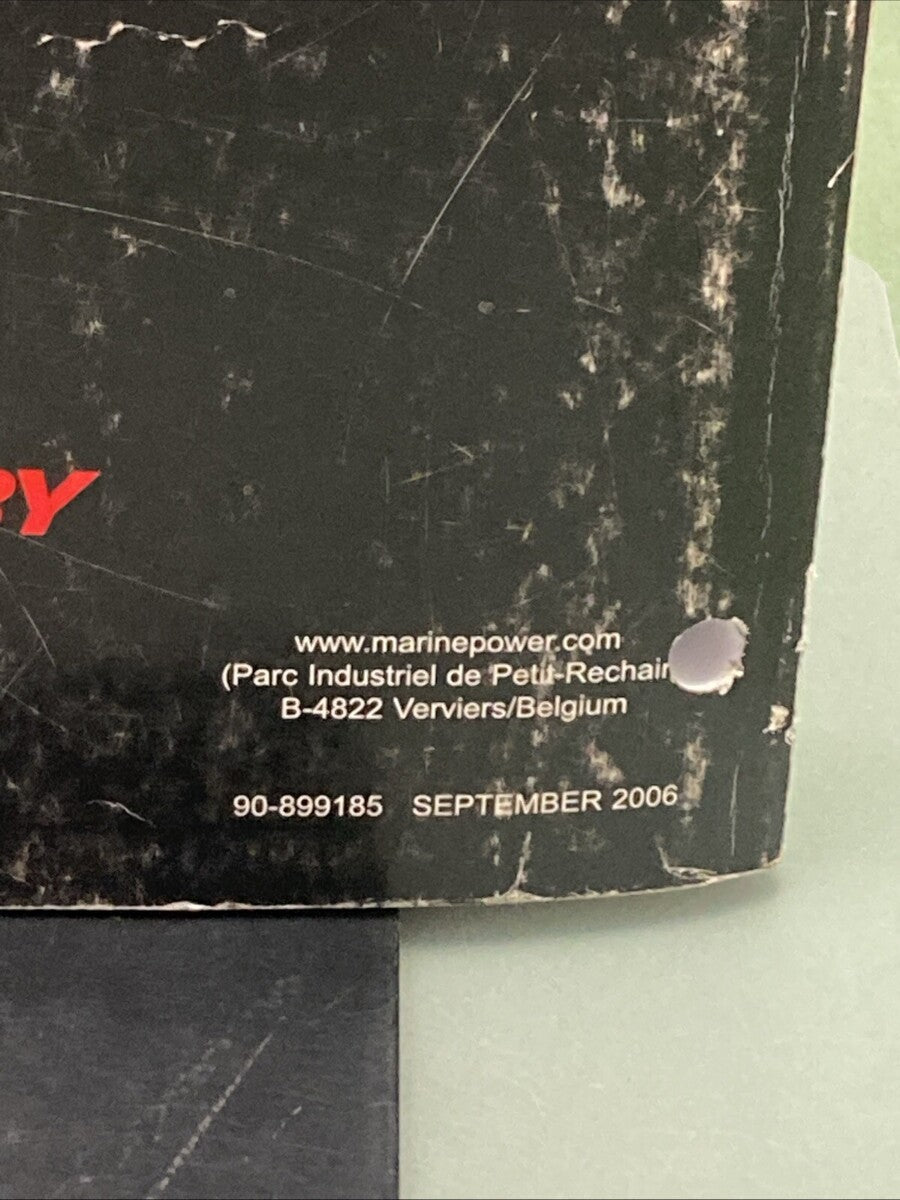 RY
www.marinepower.com
(Parc Industriel de Petit-Rechain
B-4822 Verviers/Belgium
90-899185 SEPTEMBER 2006